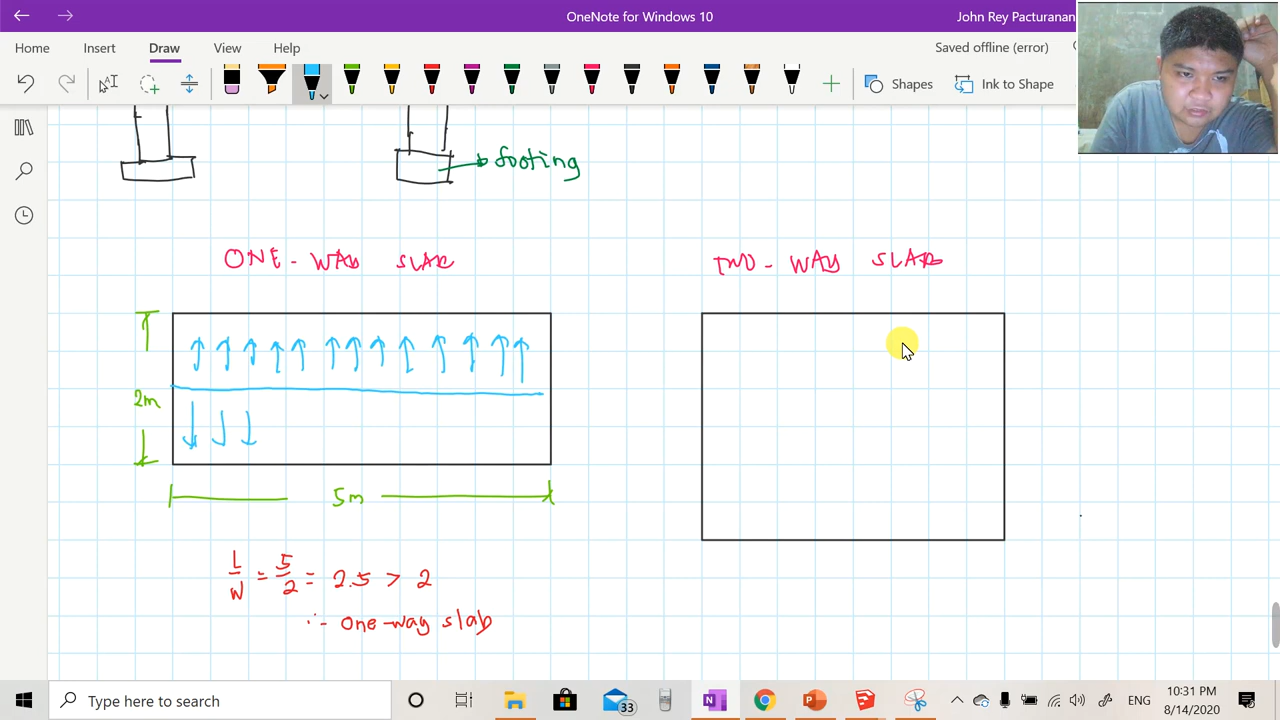 OneNote for Windows 10
John Rey Pacturanan
Home Insert Draw View Help
Saved offline (error)
Shapes
Ink to Shape
footing
ONE - WAY SLAB
TWO - WAY SLAB
2m
5m
L/W = 5/2 = 2.5 > 2
∴ one-way slab
Type here to search
33
ENG
10:31 PM
8/14/2020